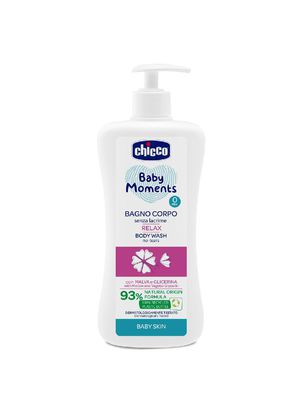 chicco
Baby
Moments
0
BAGNO CORPO
senza lacrime
RELAX
BODY WASH
no-tears
con MALVA e GLICERINA
93% NATURAL ORIGIN
FORMULA
DERMATOLOGICAMENTE TESTATO
BABY SKIN